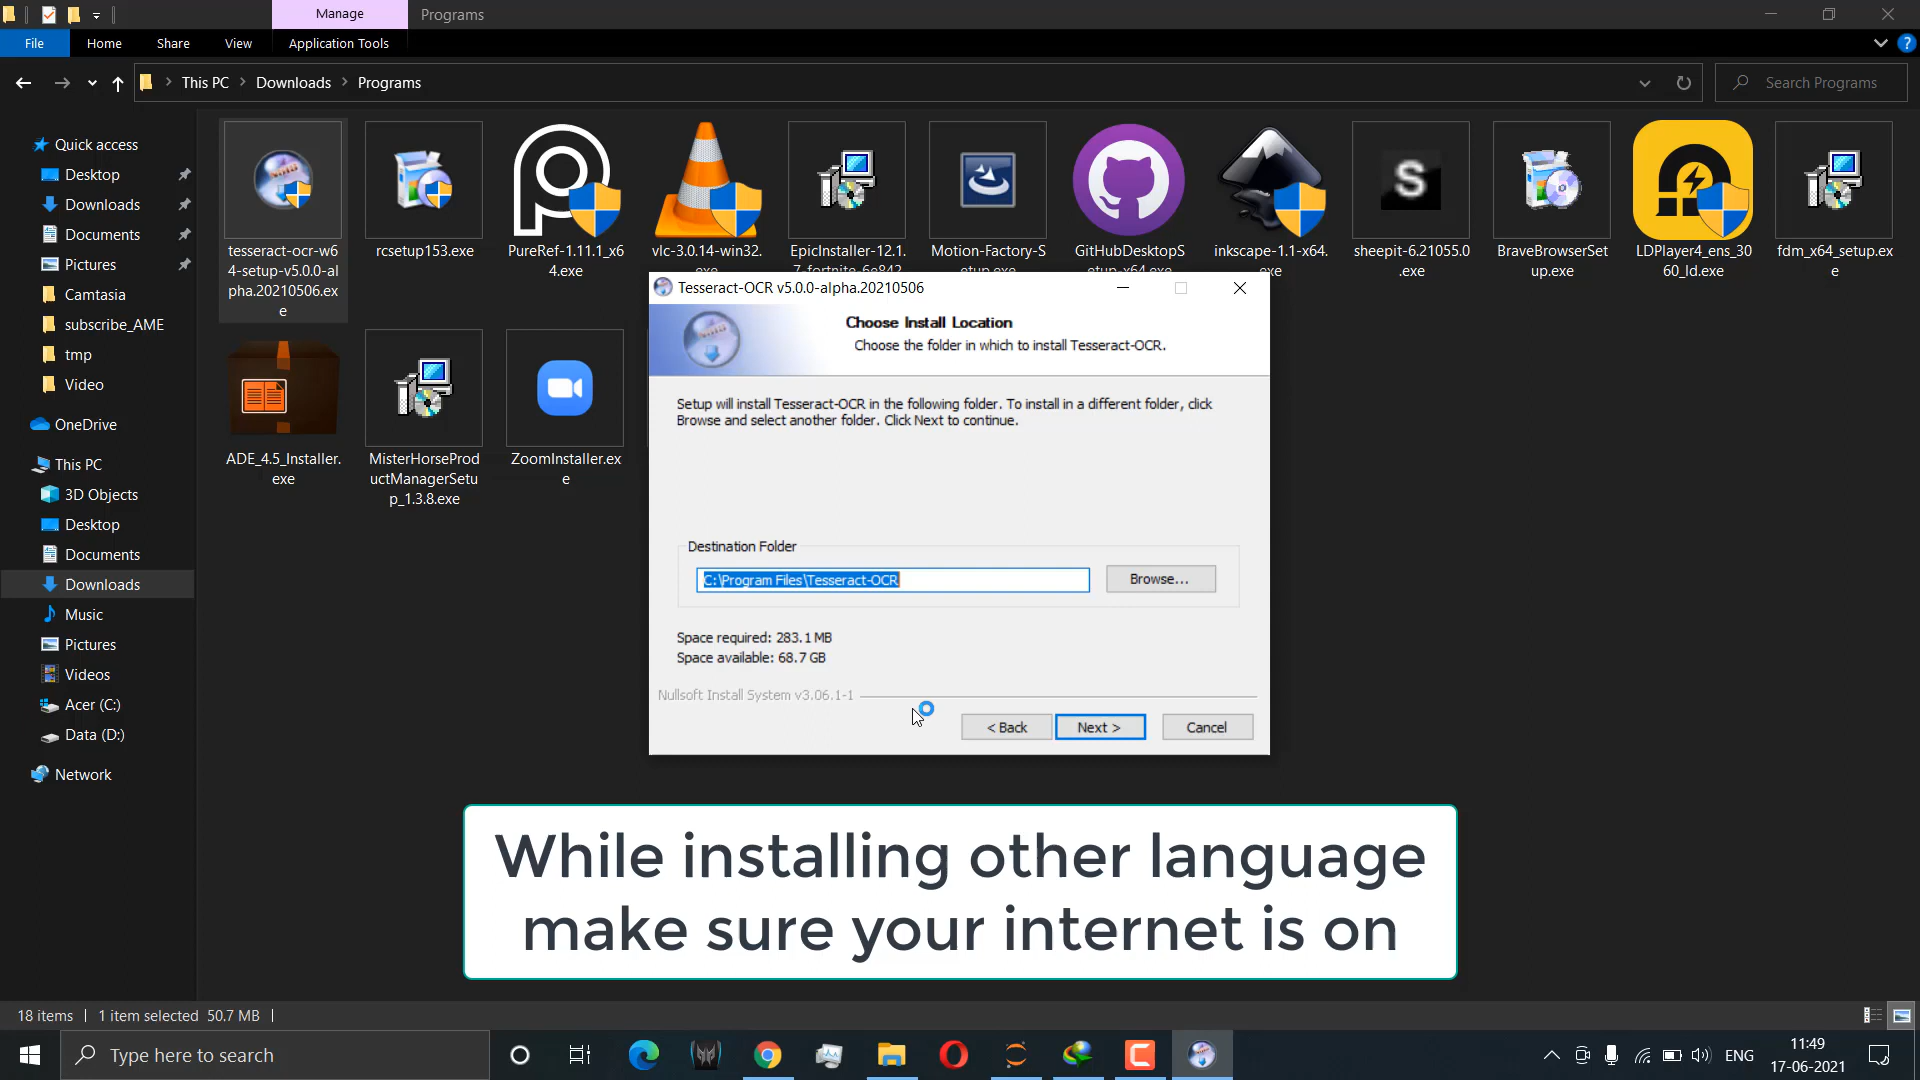 Manage
Programs
File
Home
Share
View
Application Tools
This PC
Downloads
Programs
Search Programs
Quick access
Desktop
Downloads
Documents
Pictures
Camtasia
subscribe_AME
tmp
Video
OneDrive
This PC
3D Objects
Desktop
Documents
Downloads
Music
Pictures
Videos
Acer (C:)
Data (D:)
Network
tesseract-ocr-w6
4-setup-v5.0.0-al
pha.20210506.ex
e
rcsetup153.exe
PureRef-1.11.1_x6
4.exe
vlc-3.0.14-win32.
exe
EpicInstaller-12.1.
7-fortnite-6e842
Motion-Factory-S
etup.exe
GitHubDesktopS
etup-x64.exe
inkscape-1.1-x64.
exe
S
sheepit-6.21055.0
.exe
BraveBrowserSet
up.exe
LDPlayer4_ens_30
60_ld.exe
fdm_x64_setup.ex
e
ADE_4.5_Installer.
exe
MisterHorseProd
uctManagerSetu
p_1.3.8.exe
ZoomInstaller.ex
e
Tesseract-OCR v5.0.0-alpha.20210506
Choose Install Location
Choose the folder in which to install Tesseract-OCR.
Setup will install Tesseract-OCR in the following folder. To install in a different folder, click
Browse and select another folder. Click Next to continue.
Destination Folder
C:\Program Files\Tesseract-OCR
Browse...
Space required: 283.1 MB
Space available: 68.7 GB
Nullsoft Install System v3.06.1-1
< Back
Next >
Cancel
While installing other language
make sure your internet is on
18 items
1 item selected 50.7 MB
Type here to search
ENG
11:49
17-06-2021